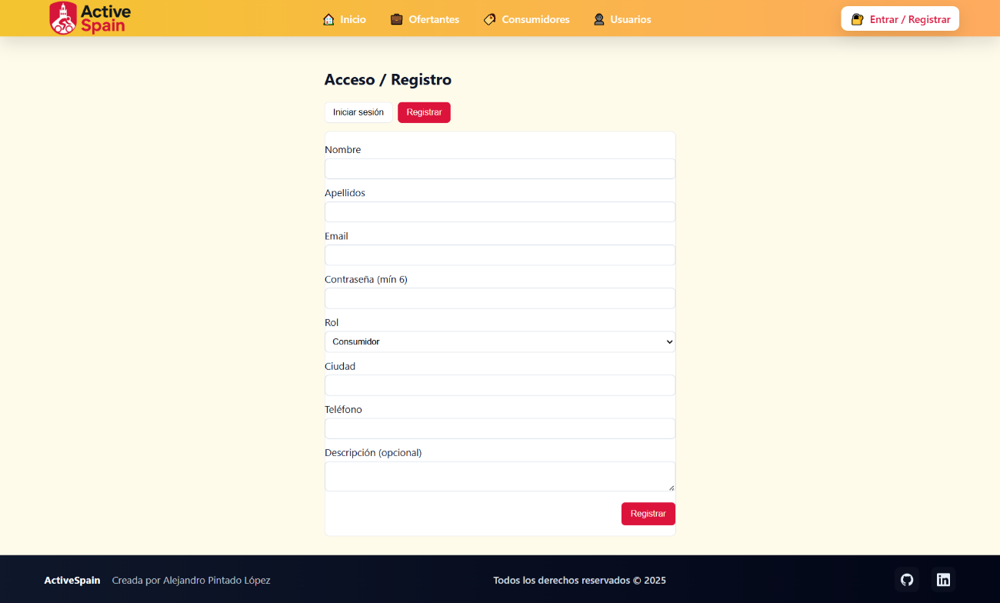 Active
Spain
Inicio
Ofertantes
Consumidores
Usuarios
Entrar / Registrar
Acceso / Registro
Iniciar sesión
Registrar
Nombre
Apellidos
Email
Contraseña (mín 6)
Rol
Consumidor
Ciudad
Teléfono
Descripción (opcional)
Registrar
ActiveSpain Creada por Alejandro Pintado López
Todos los derechos reservados © 2025